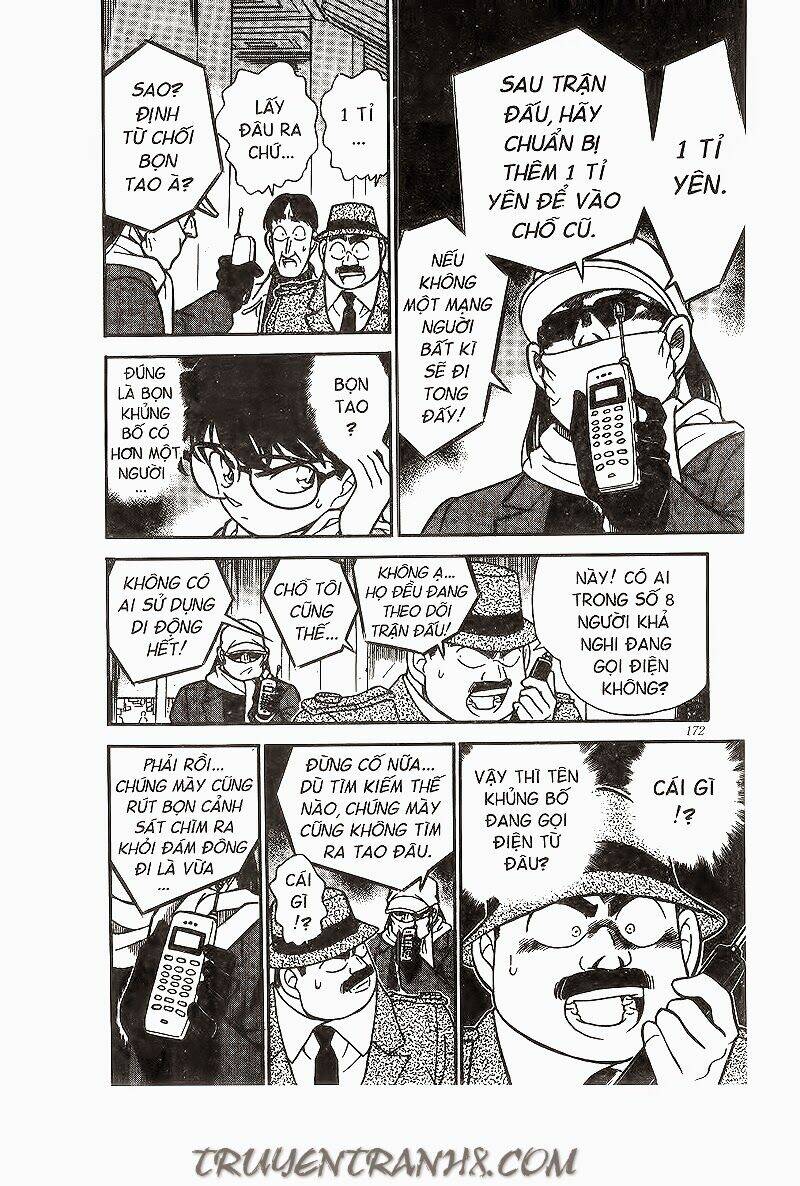 1 TỈ
YÊN.
SAU TRẬN
ĐẤU, HÃY
CHUẨN BỊ
THÊM 1 TỈ
YÊN ĐỂ VÀO
CHỖ CŨ.
NẾU
KHÔNG
MỘT MẠNG
NGƯỜI
BẤT KÌ
SẼ ĐI
TONG
ĐẤY!
1 TỈ
...
LẤY
ĐÂU RA
CHỨ...
SAO?
ĐỊNH
TỪ CHỐI
BỌN
TAO À?
BỌN
TAO
?
ĐÚNG
LÀ BỌN
KHỦNG
BỐ CÓ
HƠN MỘT
NGƯỜI
...
NÀY! CÓ AI
TRONG SỐ 8
NGƯỜI KHẢ
NGHI ĐANG
GỌI ĐIỆN
KHÔNG?
KHÔNG Ạ...
HỌ ĐỀU ĐANG
THEO DÕI
TRẬN ĐẤU!
CHỖ TÔI
CŨNG
THẾ...
KHÔNG CÓ
AI SỬ DỤNG
DI ĐỘNG
HẾT!
172
CÁI GÌ
!?
VẬY THÌ TÊN
KHỦNG BỐ
ĐANG GỌI
ĐIỆN TỪ
ĐÂU?
ĐỪNG CỐ NỮA...
DÙ TÌM KIẾM THẾ
NÀO, CHÚNG MÀY
CŨNG KHÔNG TÌM
RA TAO ĐÂU.
CÁI
GÌ
!?
PHẢI RỒI...
CHÚNG MÀY CŨNG
RÚT BỌN CẢNH
SÁT CHÌM RA
KHỎI ĐÁM ĐÔNG
ĐI LÀ VỪA
...
TRUYENTRANH8.COM